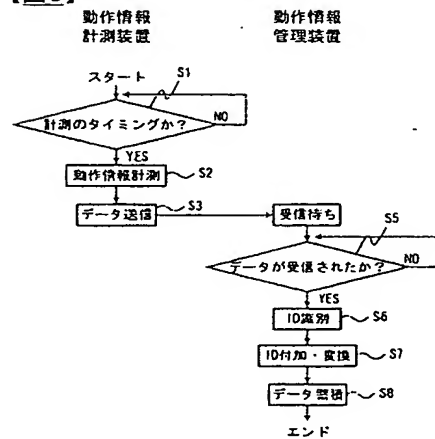 動作情報
計測装置
動作情報
管理装置
スタート
S1
計測のタイミングか?
NO
YES
動作情報計測
S2
データ送信
S3
受信待ち
S5
データが受信されたか?
NO
YES
ID識別
S6
ID付加・変換
S7
データ蓄積
S8
エンド